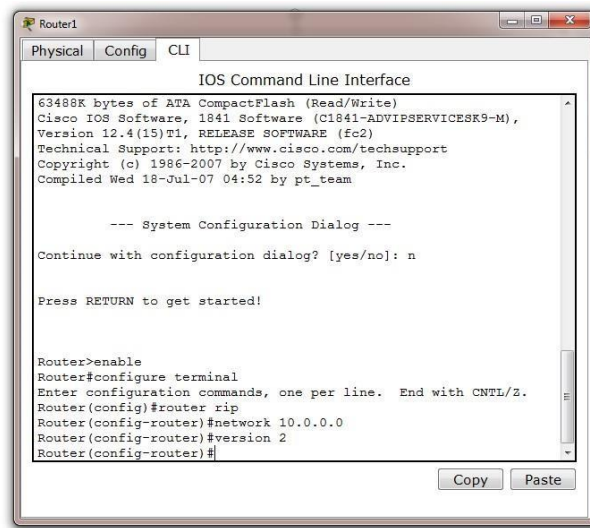 Router1
Physical Config CLI
IOS Command Line Interface
63488K bytes of ATA CompactFlash (Read/Write)
Cisco IOS Software, 1841 Software (C1841-ADVIPSERVICESK9-M),
Version 12.4(15)T1, RELEASE SOFTWARE (fc2)
Technical Support: http://www.cisco.com/techsupport
Copyright (c) 1986-2007 by Cisco Systems, Inc.
Compiled Wed 18-Jul-07 04:52 by pt_team
--- System Configuration Dialog ---
Continue with configuration dialog? [yes/no]: n
Press RETURN to get started!
Router>enable
Router#configure terminal
Enter configuration commands, one per line.  End with CNTL/Z.
Router(config)#router rip
Router(config-router)#network 10.0.0.0
Router(config-router)#version 2
Router(config-router)#
Copy Paste